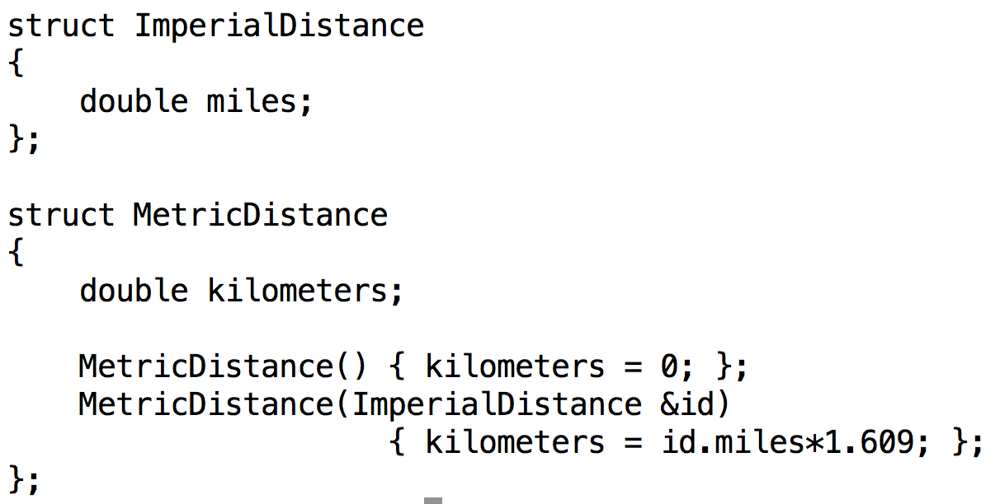 struct ImperialDistance
{
    double miles;
};

struct MetricDistance
{
    double kilometers;

    MetricDistance() { kilometers = 0; };
    MetricDistance(ImperialDistance &id)
                     { kilometers = id.miles*1.609; };
};